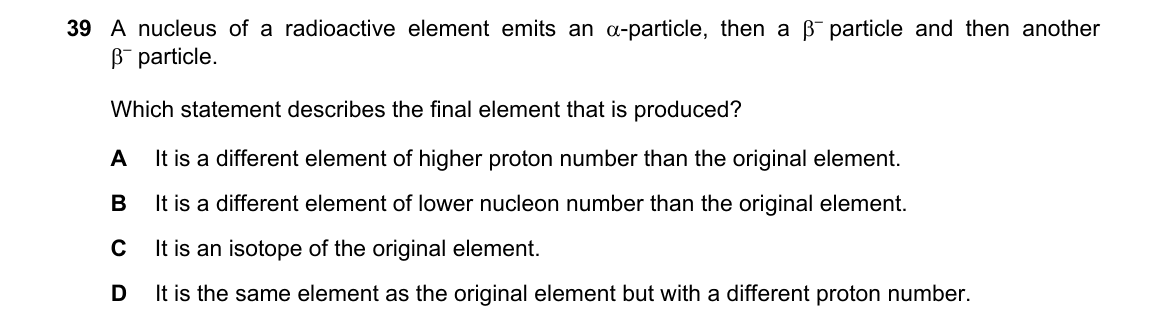 39 A nucleus of a radioactive element emits an α-particle, then a β⁻ particle and then another
β⁻ particle.
Which statement describes the final element that is produced?
A It is a different element of higher proton number than the original element.
B It is a different element of lower nucleon number than the original element.
C It is an isotope of the original element.
D It is the same element as the original element but with a different proton number.